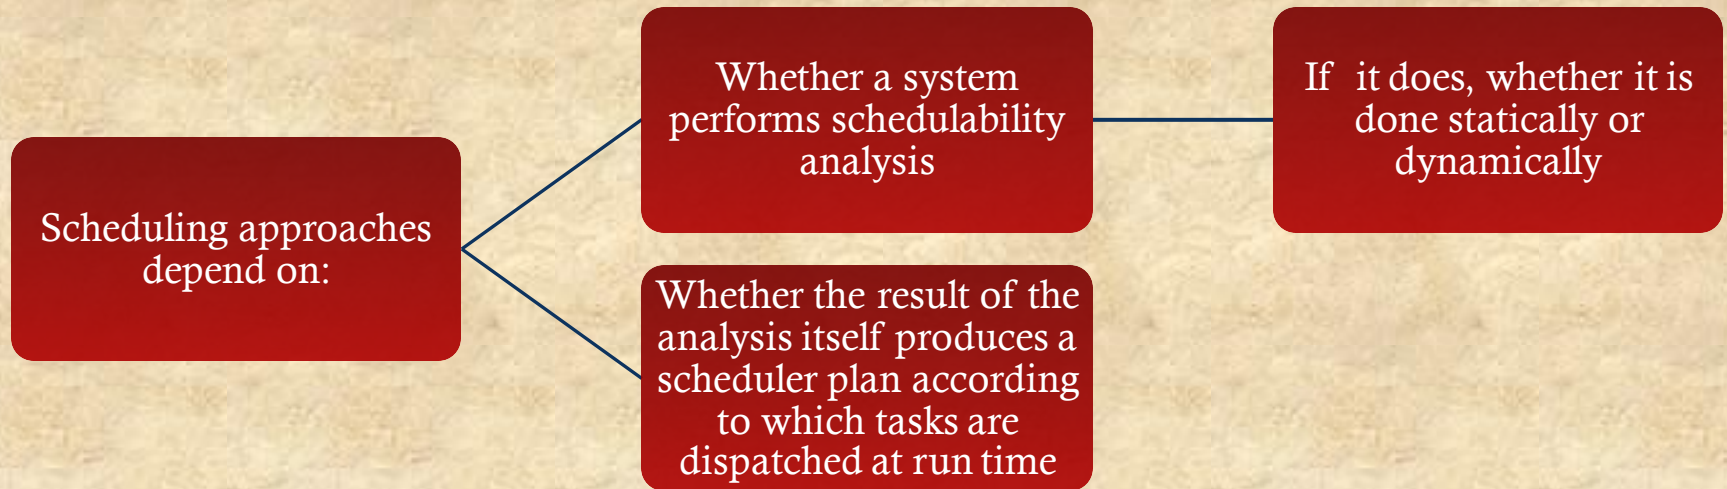 Scheduling approaches
depend on:
Whether a system
performs schedulability
analysis
If it does, whether it is
done statically or
dynamically
Whether the result of the
analysis itself produces a
scheduler plan according
to which tasks are
dispatched at run time